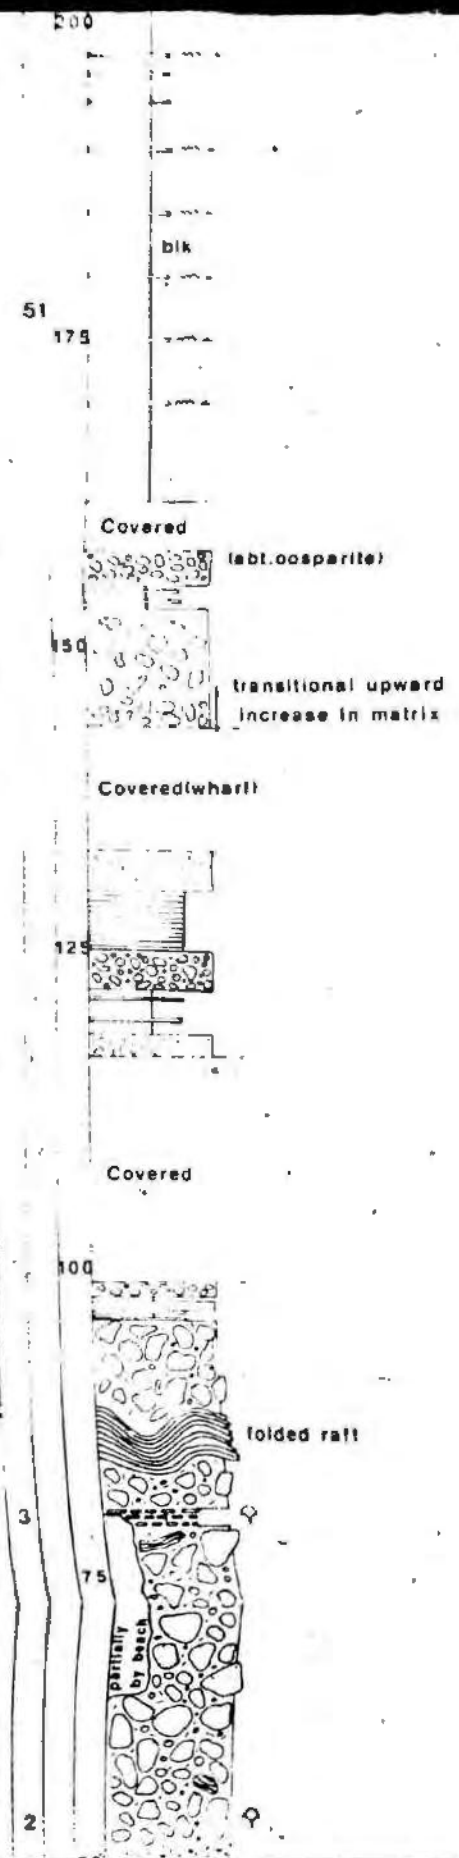 200
blk
51
175
Covered
(abt.oosparite)
150
transitional upward
increase in matrix
Covered(wharf)
125
Covered
100
folded raft
3
75
partially
by beach
2